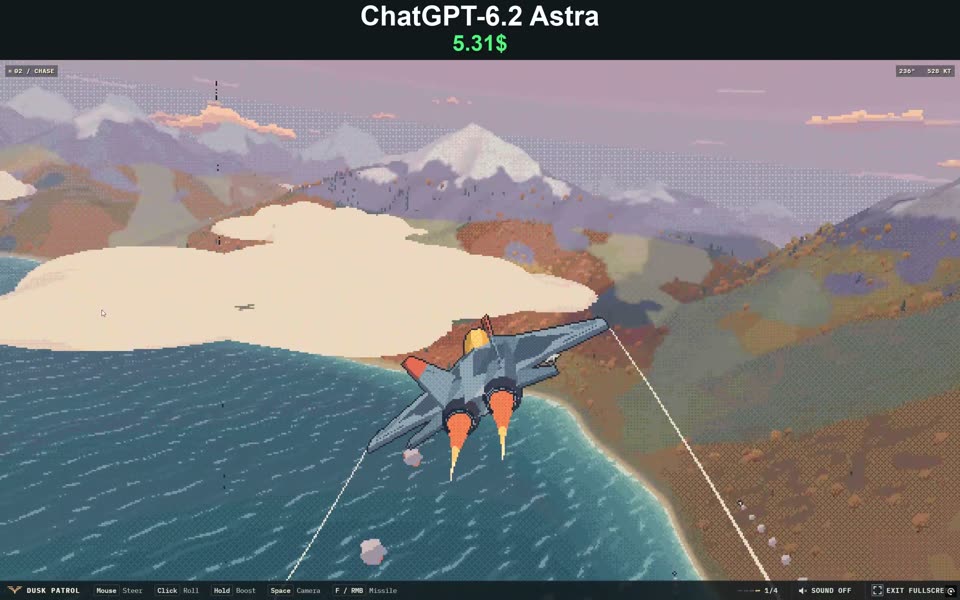 ChatGPT-6.2 Astra
5.31$
02 / CHASE
236° 528 KT
DUSK PATROL Mouse Steer Click Roll Hold Boost Space Camera F / RMB Missile 1/4 SOUND OFF EXIT FULLSCRE